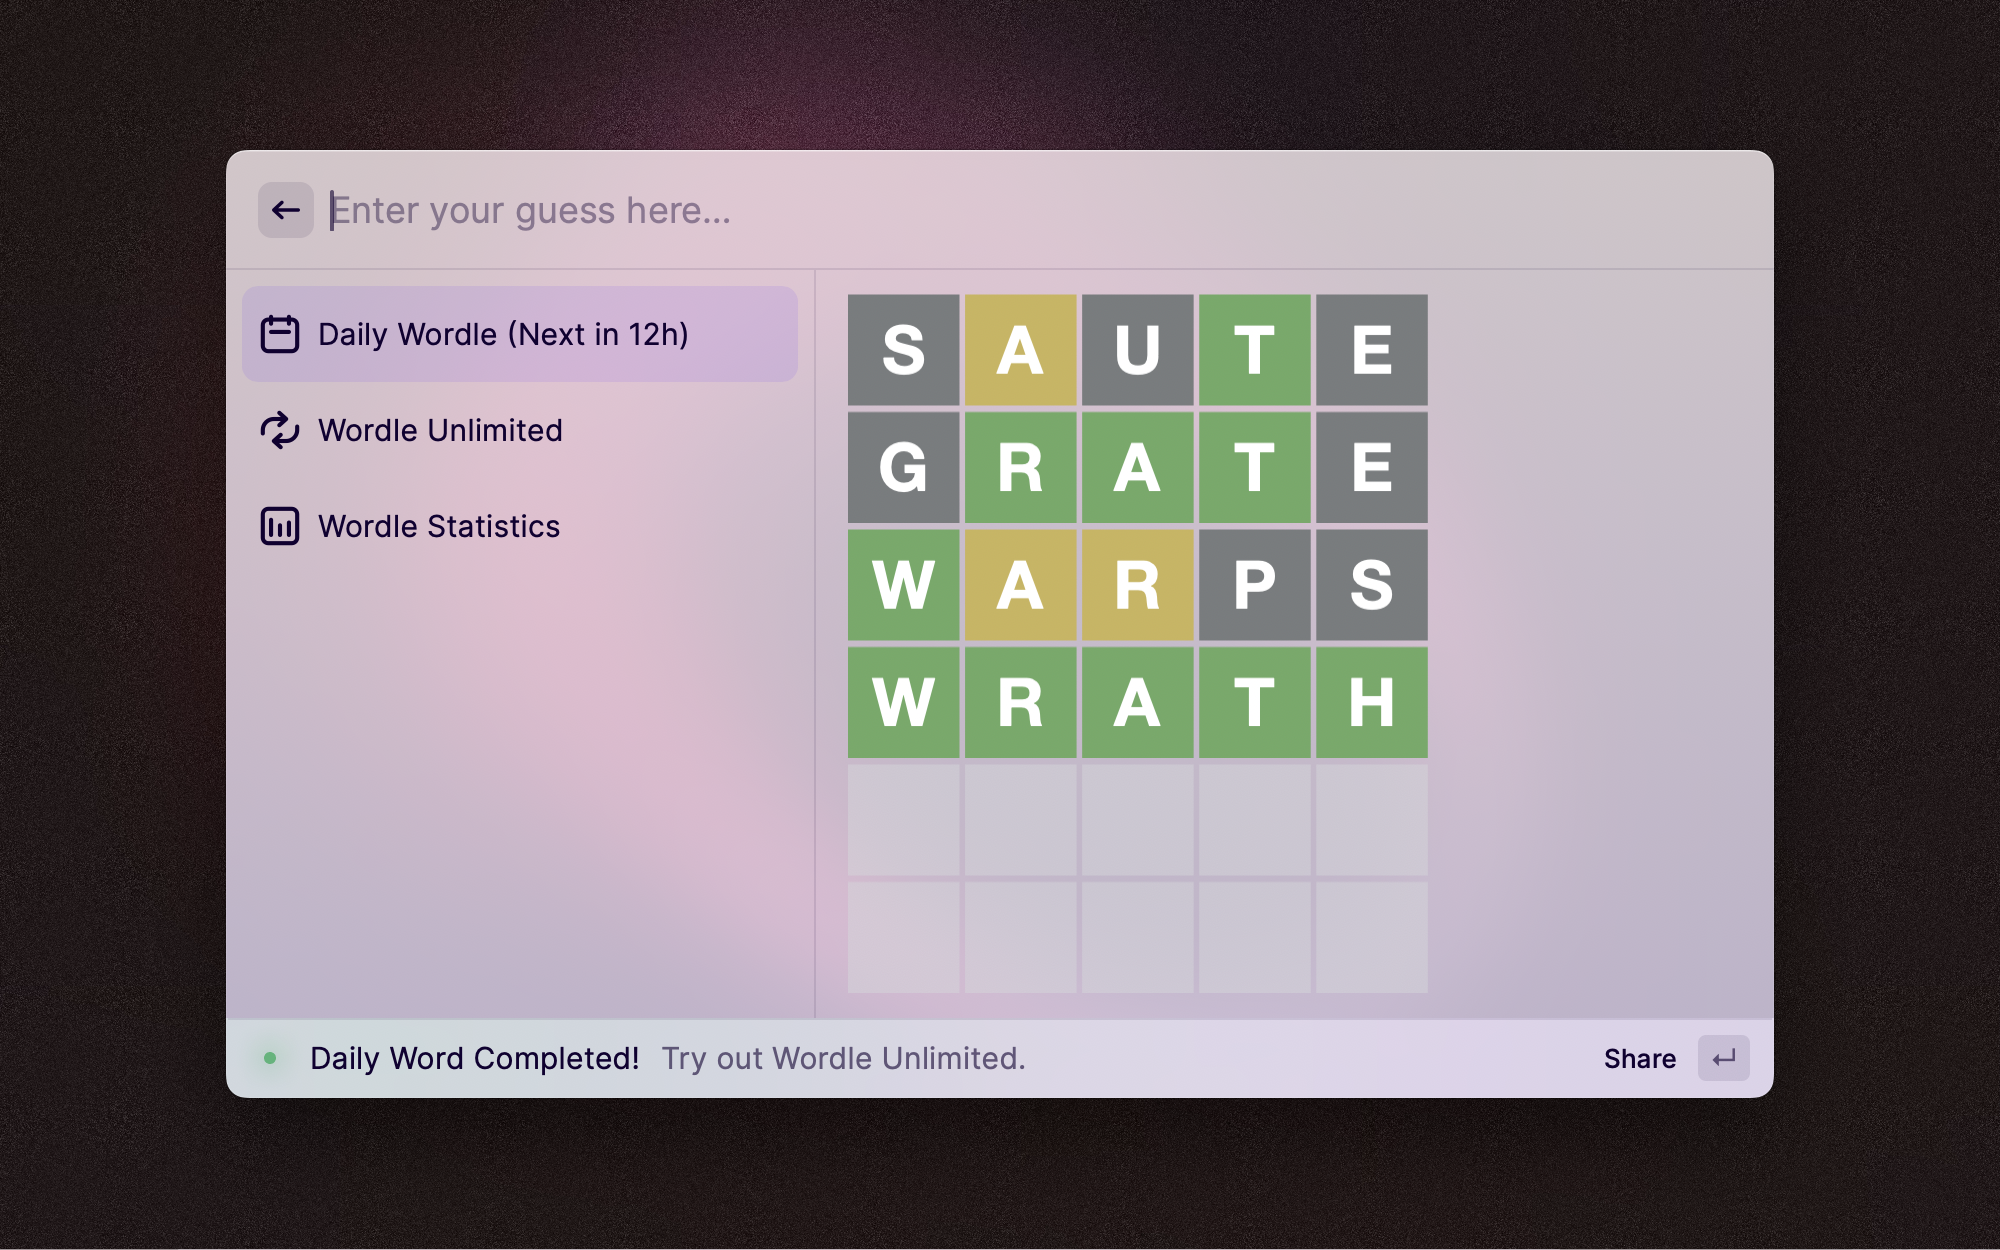 Enter your guess here...
Daily Wordle (Next in 12h)
Wordle Unlimited
Wordle Statistics
S A U T E
G R A T E
W A R P S
W R A T H
Daily Word Completed! Try out Wordle Unlimited.
Share